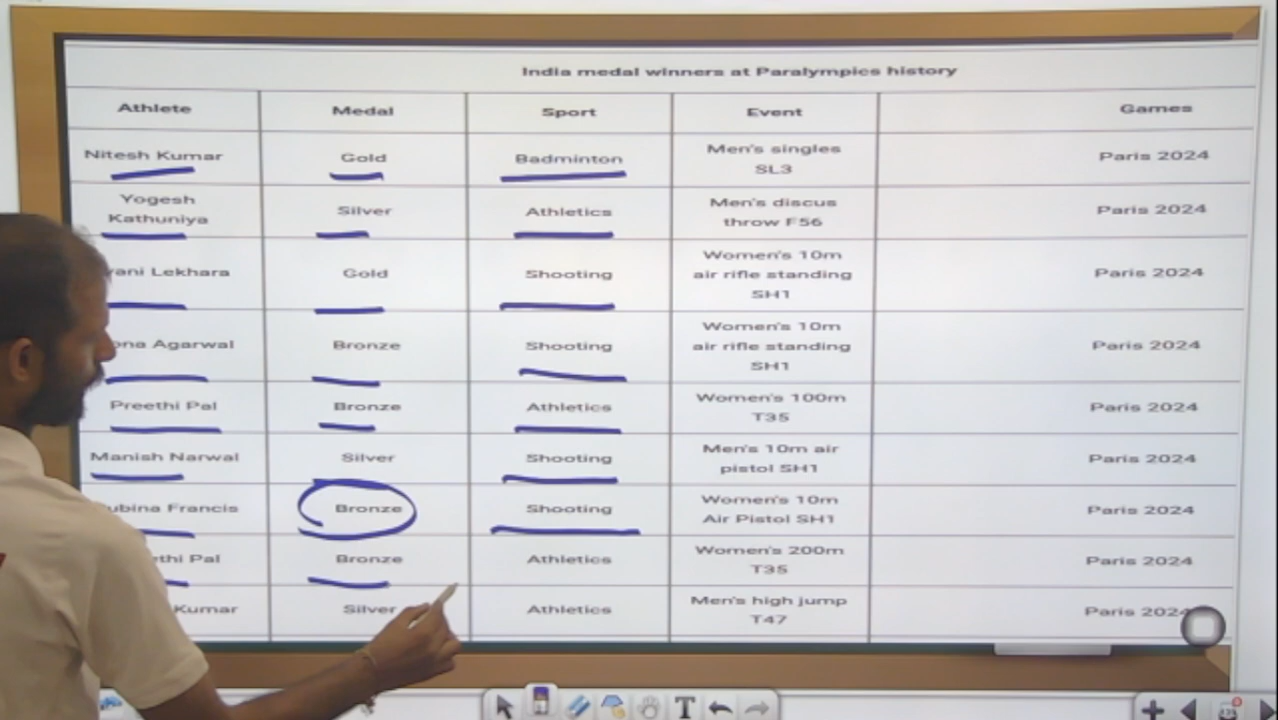 India medal winners at Paralympics history
Athlete Medal Sport Event Games
Nitesh Kumar Gold Badminton Men's singles SL3 Paris 2024
Yogesh Kathuniya Silver Athletics Men's discus throw F56 Paris 2024
Lekhara Gold Shooting Women's 10m air rifle standing SH1 Paris 2024
Agarwal Bronze Shooting Women's 10m air rifle standing SH1 Paris 2024
Preethi Pal Bronze Athletics Women's 100m T35 Paris 2024
Manish Narwal Silver Shooting Men's 10m air pistol SH1 Paris 2024
Francis Bronze Shooting Women's 10m Air Pistol SH1 Paris 2024
Pal Bronze Athletics Women's 200m T35 Paris 2024
Kumar Silver Athletics Men's high jump T47 Paris 2024
T